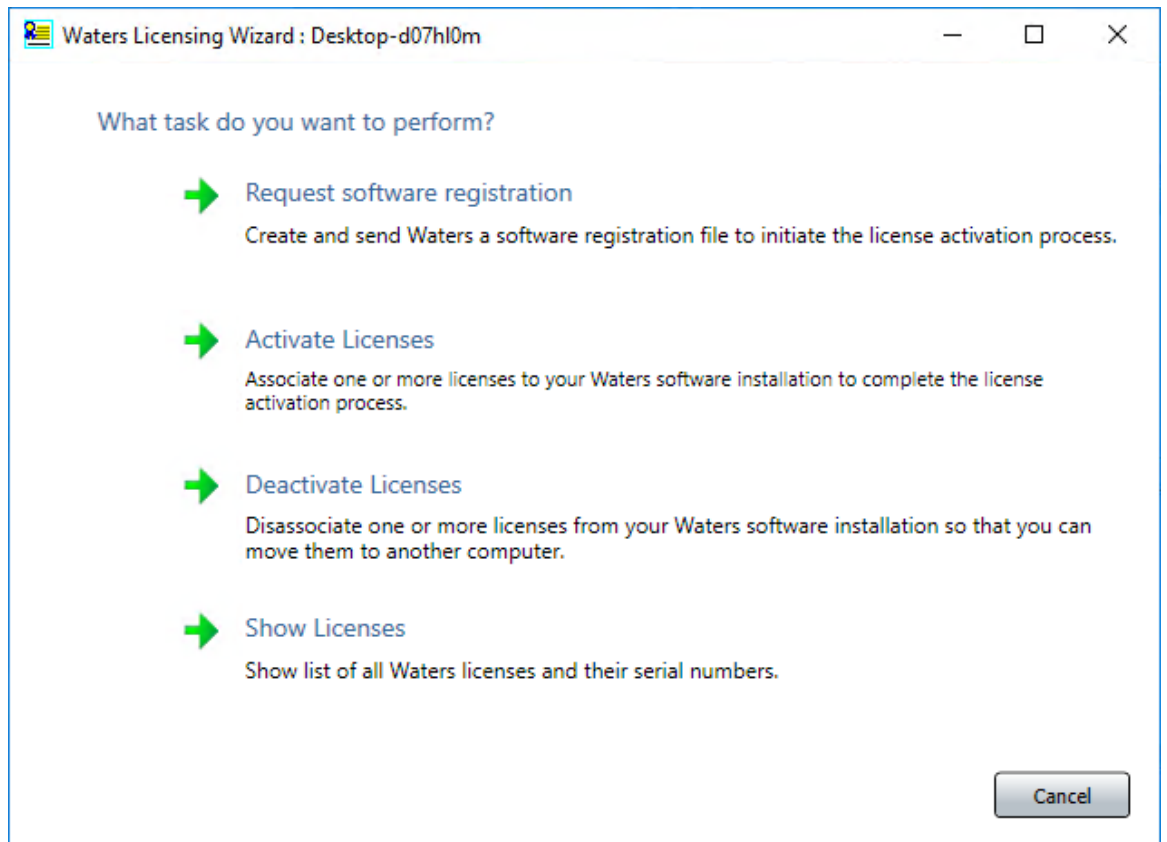 Waters Licensing Wizard : Desktop-d07hl0m
What task do you want to perform?
Request software registration
Create and send Waters a software registration file to initiate the license activation process.
Activate Licenses
Associate one or more licenses to your Waters software installation to complete the license
activation process.
Deactivate Licenses
Disassociate one or more licenses from your Waters software installation so that you can
move them to another computer.
Show Licenses
Show list of all Waters licenses and their serial numbers.
Cancel